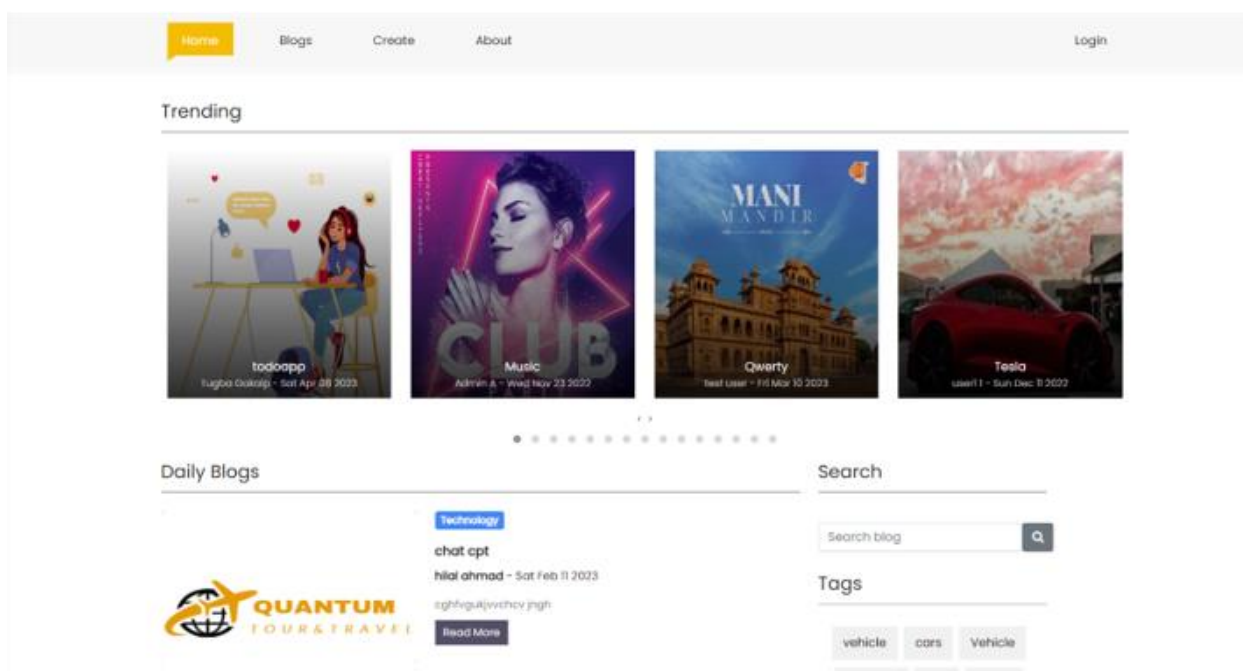 Home Blogs Create About Login
Trending
CLUB
MANI
MANDIR
todoapp
Tugba Gokalp - Sat Apr 08 2023
Music
Admin A - Wed Nov 23 2022
Qwerty
Test User - Fri Mar 10 2023
Tesla
user1 1 - Sun Dec 11 2022
‹ ›
Daily Blogs
QUANTUM
TOUR&TRAVEL
Technology
chat cpt
hilal ahmad - Sat Feb 11 2023
Read More
Search
Search blog
Tags
vehicle cars Vehicle